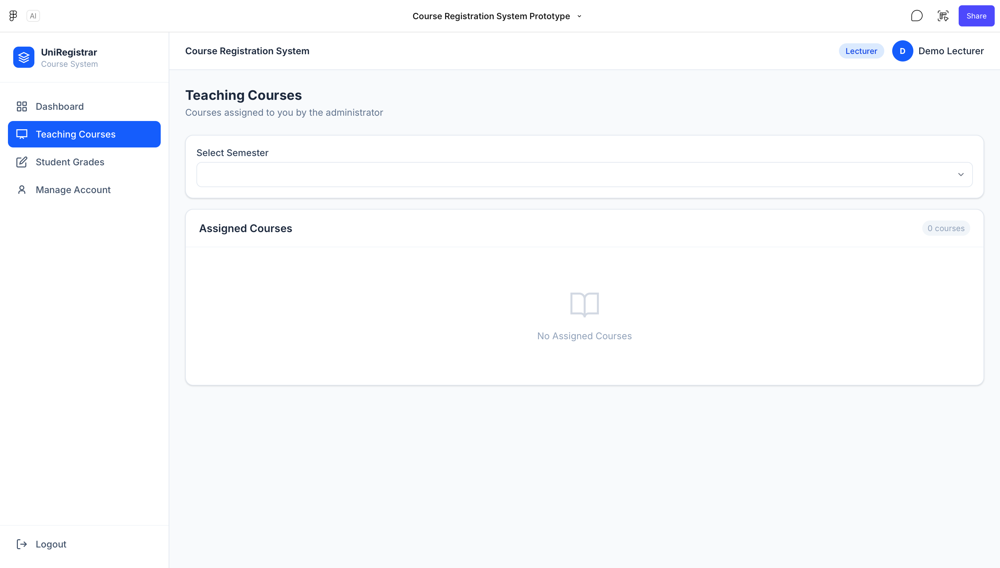 AI
Course Registration System Prototype
Share
UniRegistrar
Course System
Course Registration System
Lecturer
D
Demo Lecturer
Dashboard
Teaching Courses
Student Grades
Manage Account
Logout
Teaching Courses
Courses assigned to you by the administrator
Select Semester
Assigned Courses
0 courses
No Assigned Courses